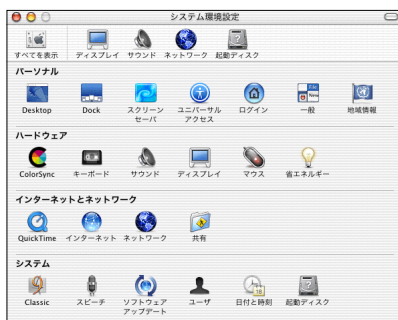 システム環境設定
すべてを表示 ディスプレイ サウンド ネットワーク 起動ディスク
パーソナル
Desktop Dock スクリーン セーバ ユニバーサル アクセス ログイン 一般 地域情報
ハードウェア
ColorSync キーボード サウンド ディスプレイ マウス 省エネルギー
インターネットとネットワーク
QuickTime インターネット ネットワーク 共有
システム
Classic スピーチ ソフトウェア アップデート ユーザ 日付と時刻 起動ディスク